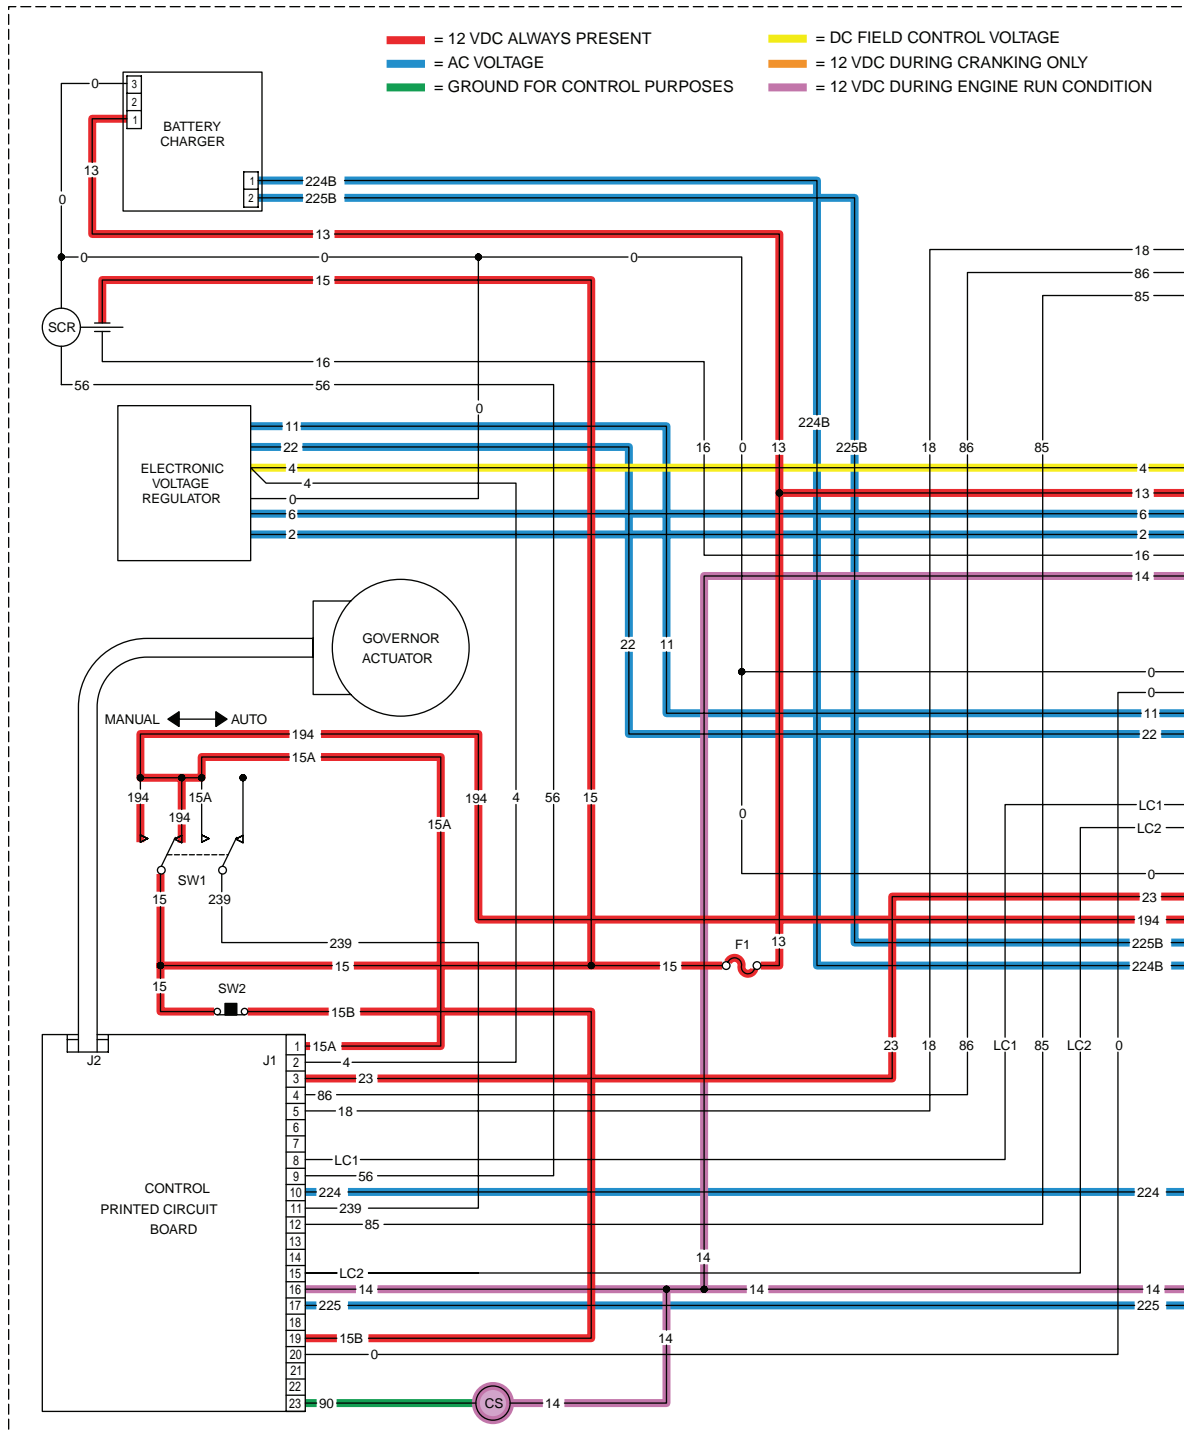 = 12 VDC ALWAYS PRESENT
= AC VOLTAGE
= GROUND FOR CONTROL PURPOSES
= DC FIELD CONTROL VOLTAGE
= 12 VDC DURING CRANKING ONLY
= 12 VDC DURING ENGINE RUN CONDITION
0
3
2
1
BATTERY
CHARGER
13
1
2
224B
225B
0
13
0
0
0
15
18
86
85
SCR
16
56
56
0
224B
11
22
4
4
0
6
2
ELECTRONIC
VOLTAGE
REGULATOR
16
0
13
225B
18
86
85
4
13
6
2
16
14
GOVERNOR
ACTUATOR
22
11
0
0
11
22
MANUAL
AUTO
194
15A
194
15A
194
194
15A
4
56
15
0
LC1
LC2
0
SW1
15
239
23
194
239
F1
13
225B
15
15
224B
15
SW2
15B
J2
J1
23
18
86
LC1
85
LC2
0
1
15A
2
4
3
23
4
86
5
18
6
7
8
LC1
9
56
10
224
224
11
239
12
85
13
14
14
15
LC2
16
14
14
14
17
225
225
18
19
15B
14
20
0
21
22
23
90
CS
14
CONTROL
PRINTED CIRCUIT
BOARD